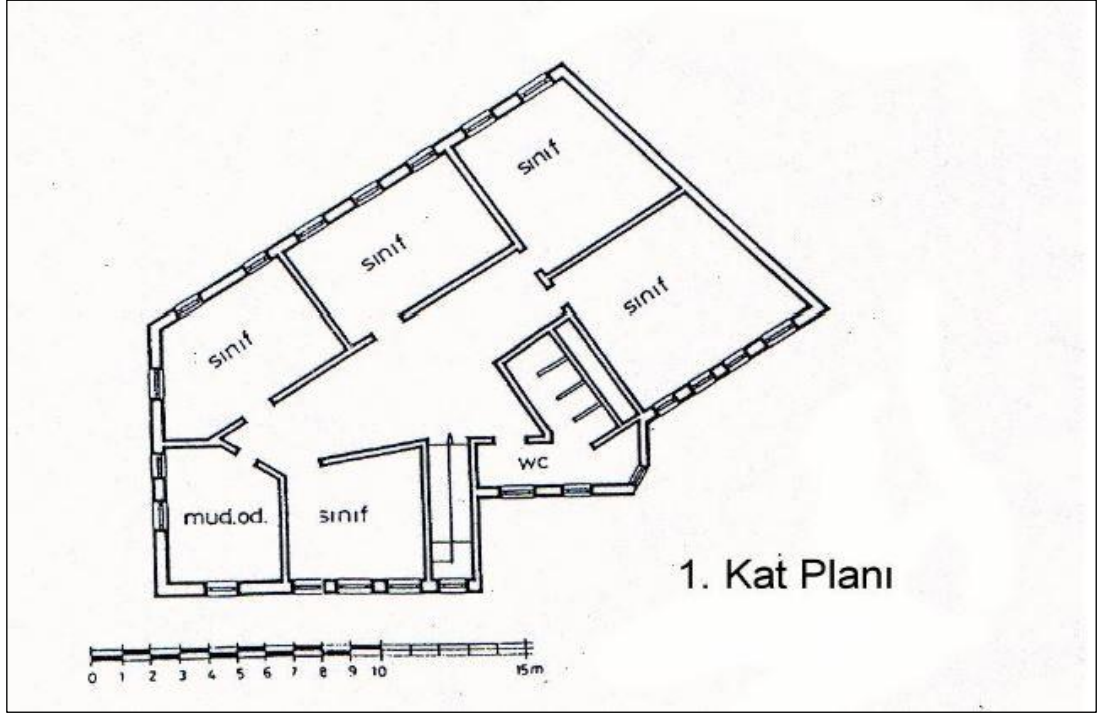 sınıf
sınıf
sınıf
sınıf
wc
mud.od.
sınıf
1. Kat Planı
0 1 2 3 4 5 6 7 8 9 10 15m